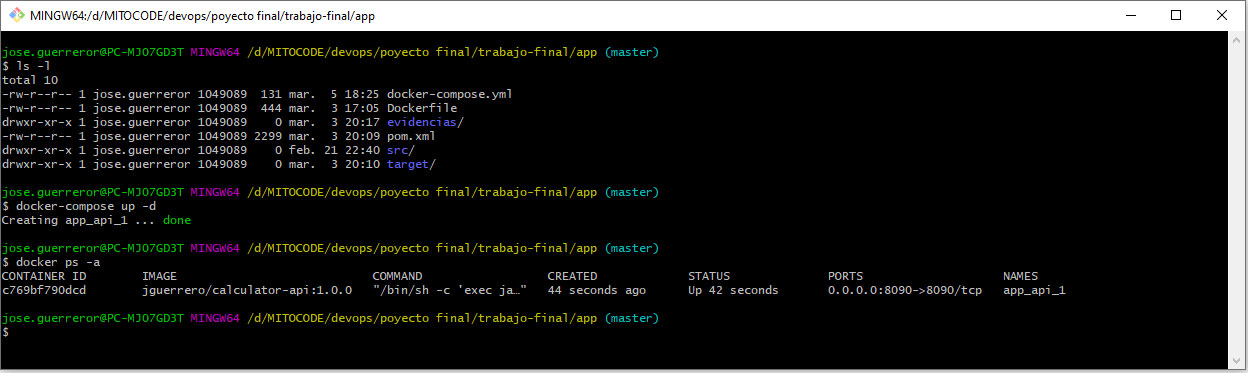 MINGW64:/d/MITOCODE/devops/poyecto final/trabajo-final/app
jose.guerreror@PC-MJ07GD3T MINGW64 /d/MITOCODE/devops/poyecto final/trabajo-final/app (master)
$ ls -l
total 10
-rw-r--r-- 1 jose.guerreror 1049089  131 mar.  5 18:25 docker-compose.yml
-rw-r--r-- 1 jose.guerreror 1049089  444 mar.  3 17:05 Dockerfile
drwxr-xr-x 1 jose.guerreror 1049089    0 mar.  3 20:17 evidencias/
-rw-r--r-- 1 jose.guerreror 1049089 2299 mar.  3 20:09 pom.xml
drwxr-xr-x 1 jose.guerreror 1049089    0 feb. 21 22:40 src/
drwxr-xr-x 1 jose.guerreror 1049089    0 mar.  3 20:10 target/
jose.guerreror@PC-MJ07GD3T MINGW64 /d/MITOCODE/devops/poyecto final/trabajo-final/app (master)
$ docker-compose up -d
Creating app_api_1 ... done
jose.guerreror@PC-MJ07GD3T MINGW64 /d/MITOCODE/devops/poyecto final/trabajo-final/app (master)
$ docker ps -a
CONTAINER ID        IMAGE                            COMMAND                  CREATED             STATUS              PORTS                    NAMES
c769bf790dcd        jguerrero/calculator-api:1.0.0   "/bin/sh -c 'exec ja…"   44 seconds ago      Up 42 seconds       0.0.0.0:8090->8090/tcp   app_api_1
jose.guerreror@PC-MJ07GD3T MINGW64 /d/MITOCODE/devops/poyecto final/trabajo-final/app (master)
$